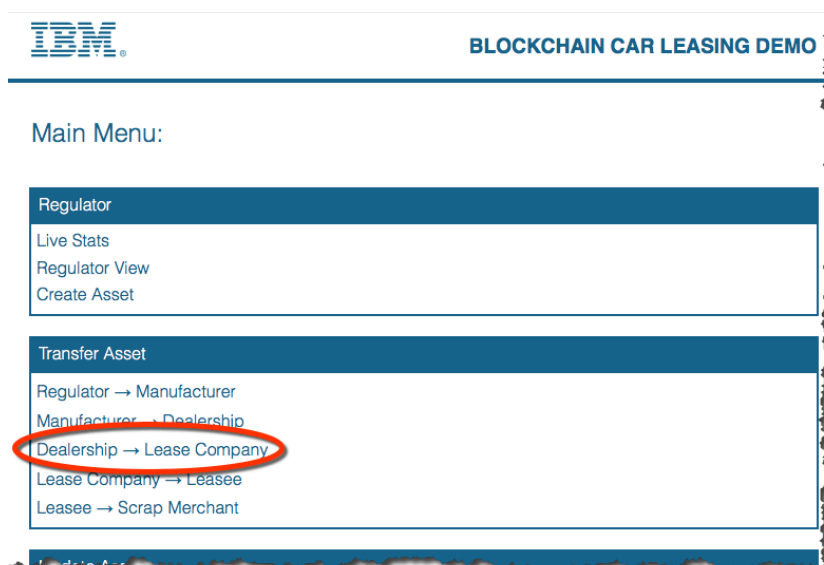 IBM®
BLOCKCHAIN CAR LEASING DEMO
Main Menu:
Regulator
Live Stats
Regulator View
Create Asset
Transfer Asset
Regulator → Manufacturer
Manufacturer → Dealership
Dealership → Lease Company
Lease Company → Leasee
Leasee → Scrap Merchant